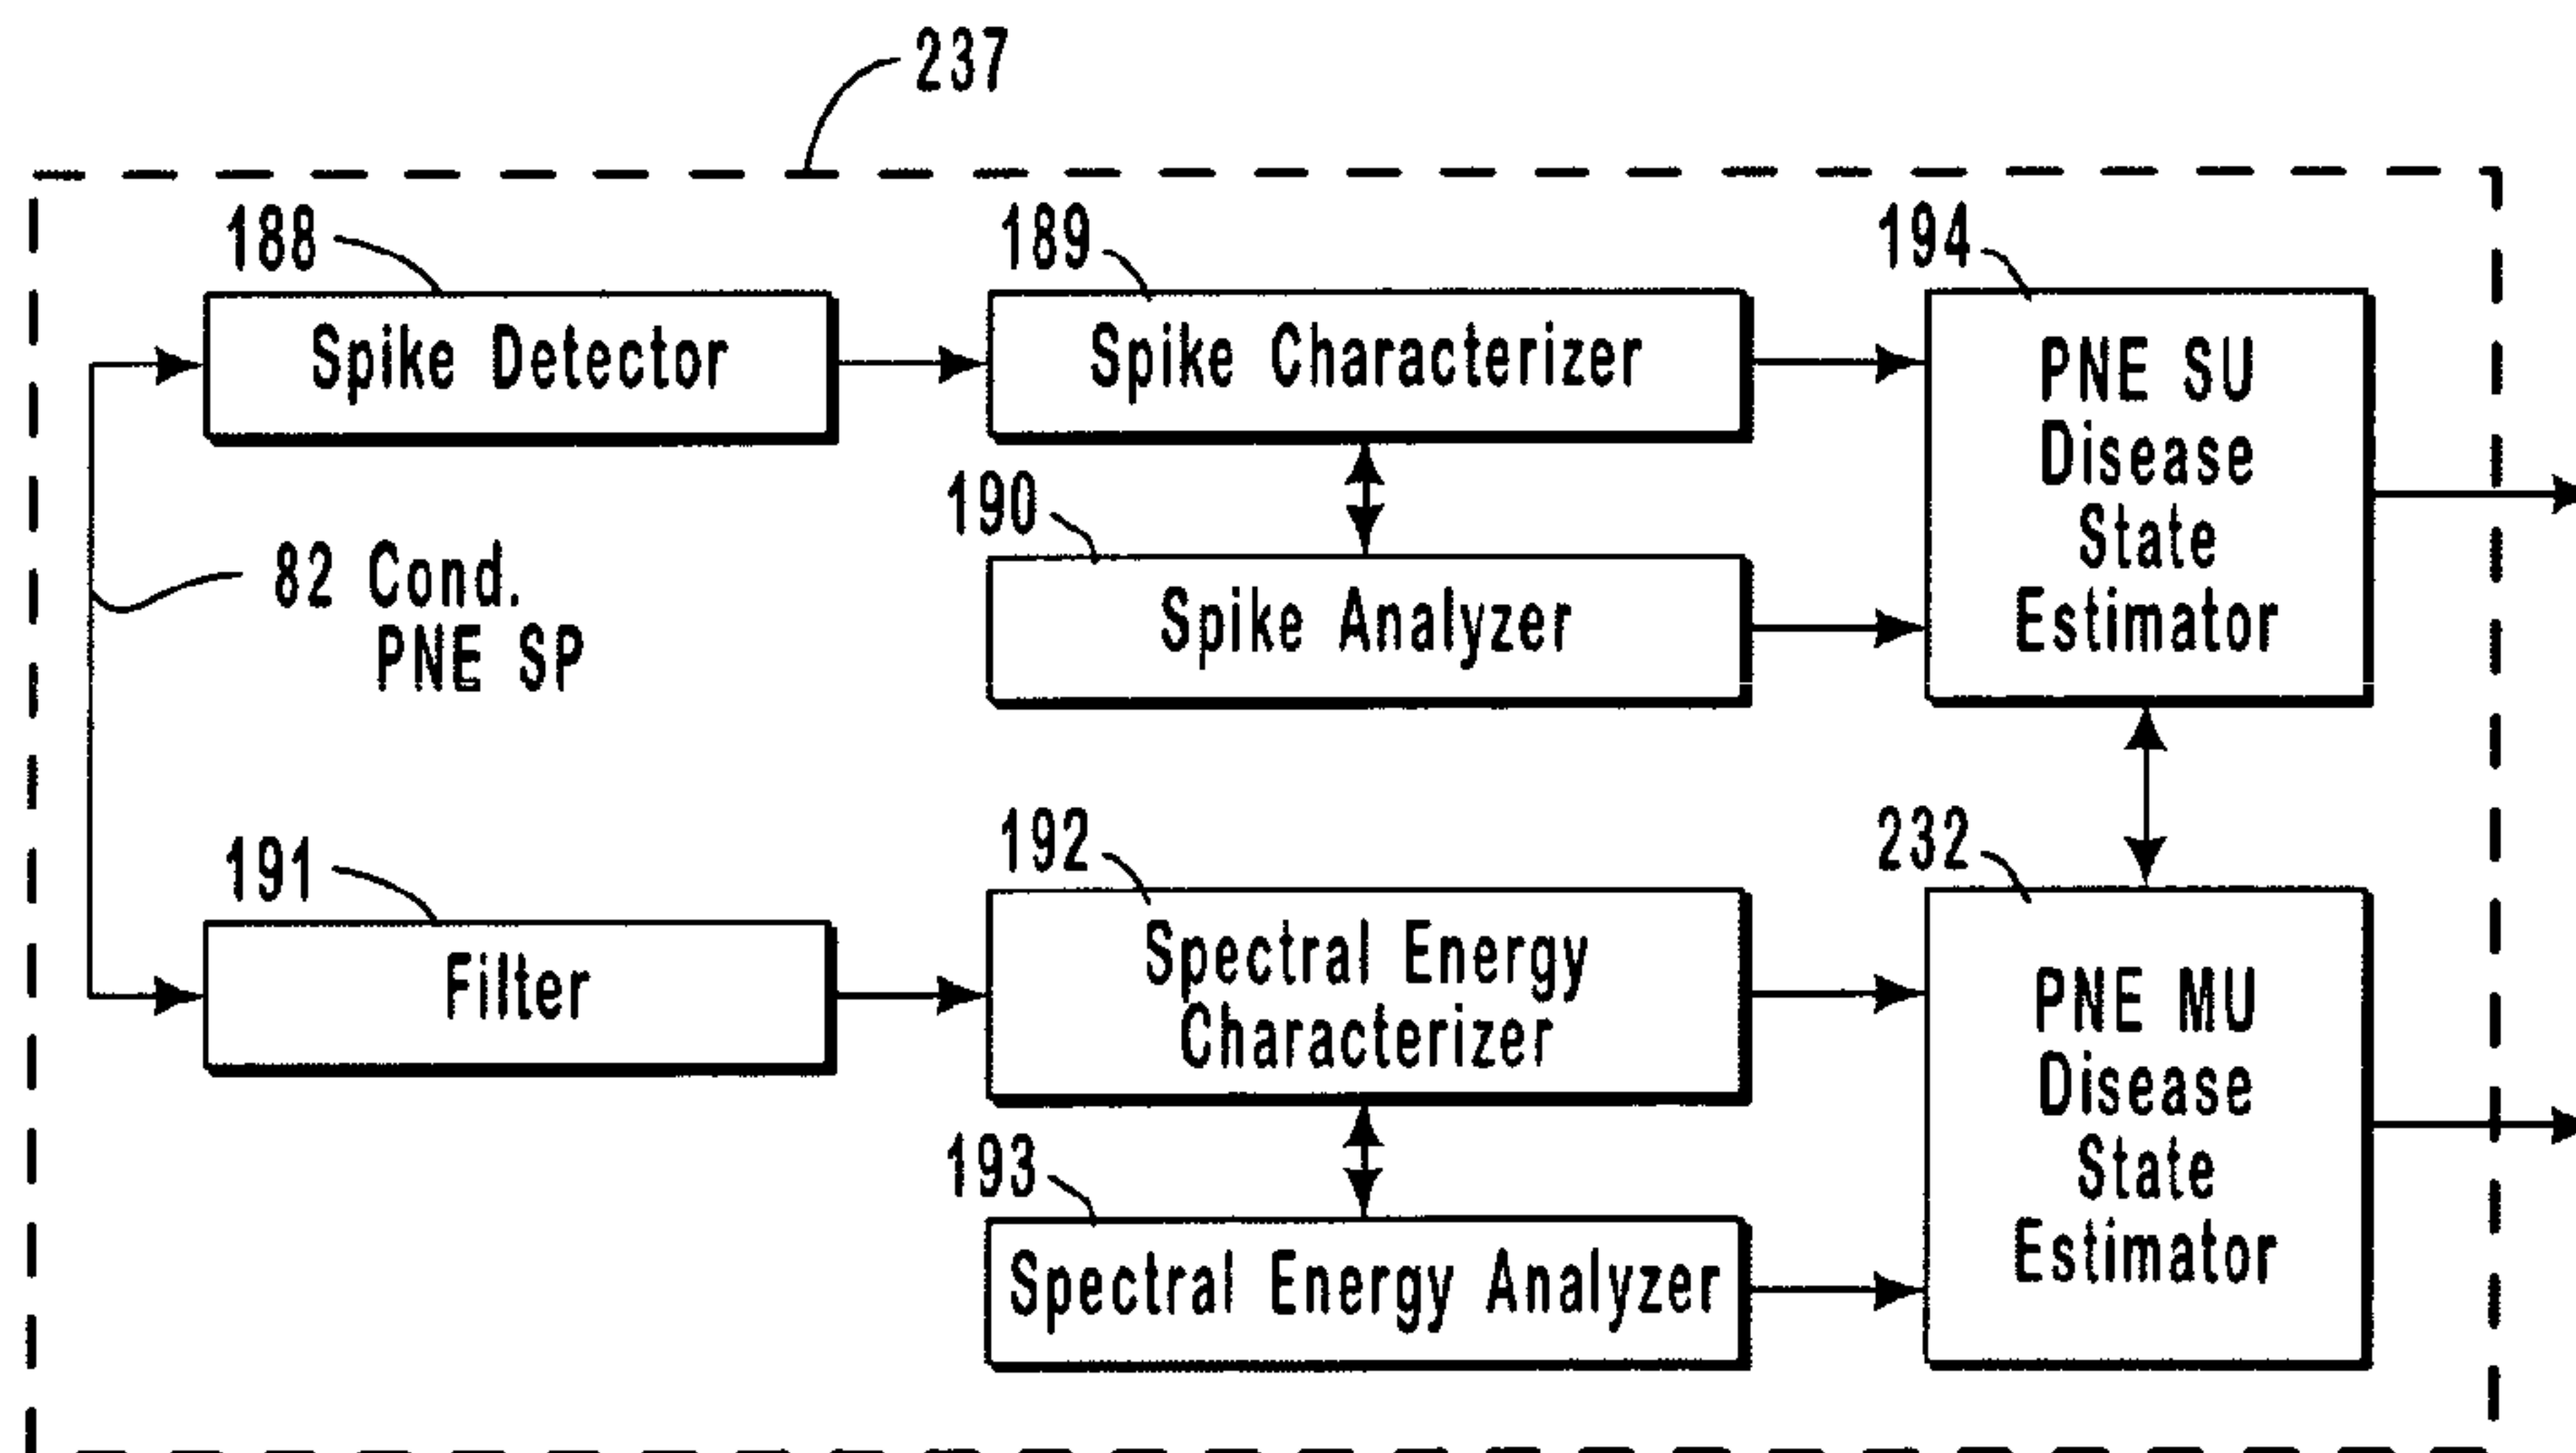 237
188
189
194
Spike Detector
Spike Characterizer
PNE SU
Disease
State
Estimator
190
Spike Analyzer
82 Cond.
PNE SP
191
192
232
Filter
Spectral Energy
Characterizer
PNE MU
Disease
State
Estimator
193
Spectral Energy Analyzer